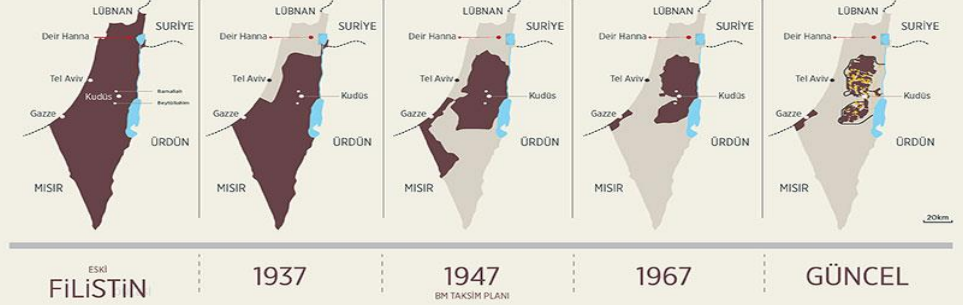 LÜBNAN
SURİYE
Deir Hanna
Tel Aviv
Ramallah
Kudüs
Beytüllahim
Gazze
ÜRDÜN
MISIR
LÜBNAN
SURİYE
Deir Hanna
Tel Aviv
Kudüs
Gazze
ÜRDÜN
MISIR
LÜBNAN
SURİYE
Deir Hanna
Tel Aviv
Kudüs
Gazze
ÜRDÜN
MISIR
LÜBNAN
SURİYE
Deir Hanna
Tel Aviv
Kudüs
Gazze
ÜRDÜN
MISIR
LÜBNAN
SURİYE
Deir Hanna
Tel Aviv
Kudüs
Gazze
ÜRDÜN
MISIR
20km
ESKİ
FiLiSTiN
1937
1947
BM TAKSİM PLANI
1967
GÜNCEL